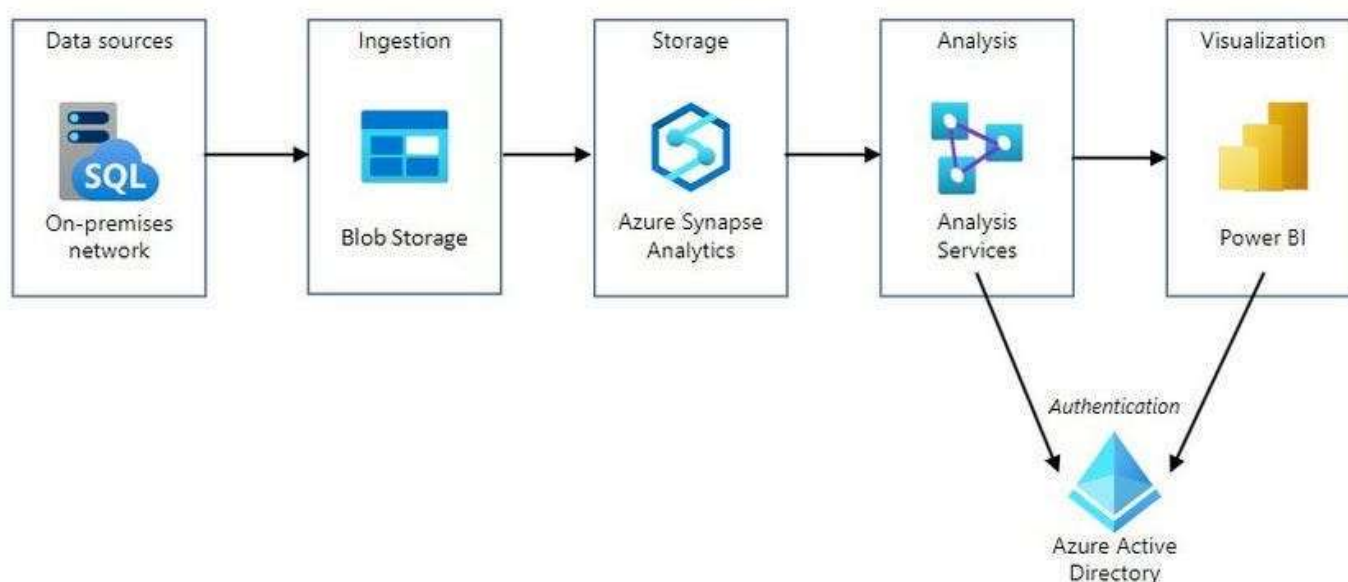 Data sources
Ingestion
Storage
Analysis
Visualization
SQL
On-premises
network
Blob Storage
Azure Synapse
Analytics
Analysis
Services
Power BI
Authentication
Azure Active
Directory